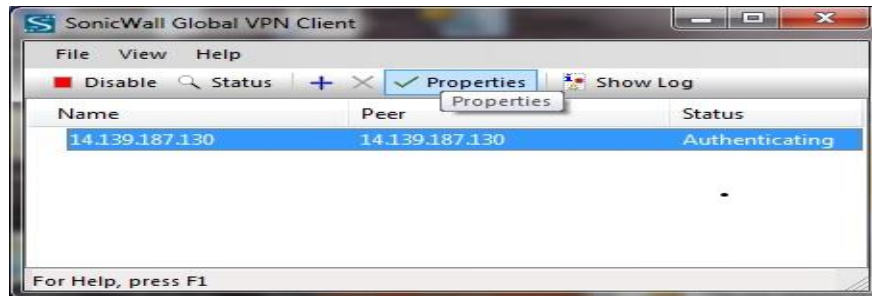 SonicWall Global VPN Client
File View Help
Disable Status Properties Show Log
Properties
Name Peer Status
14.139.187.130 14.139.187.130 Authenticating
For Help, press F1